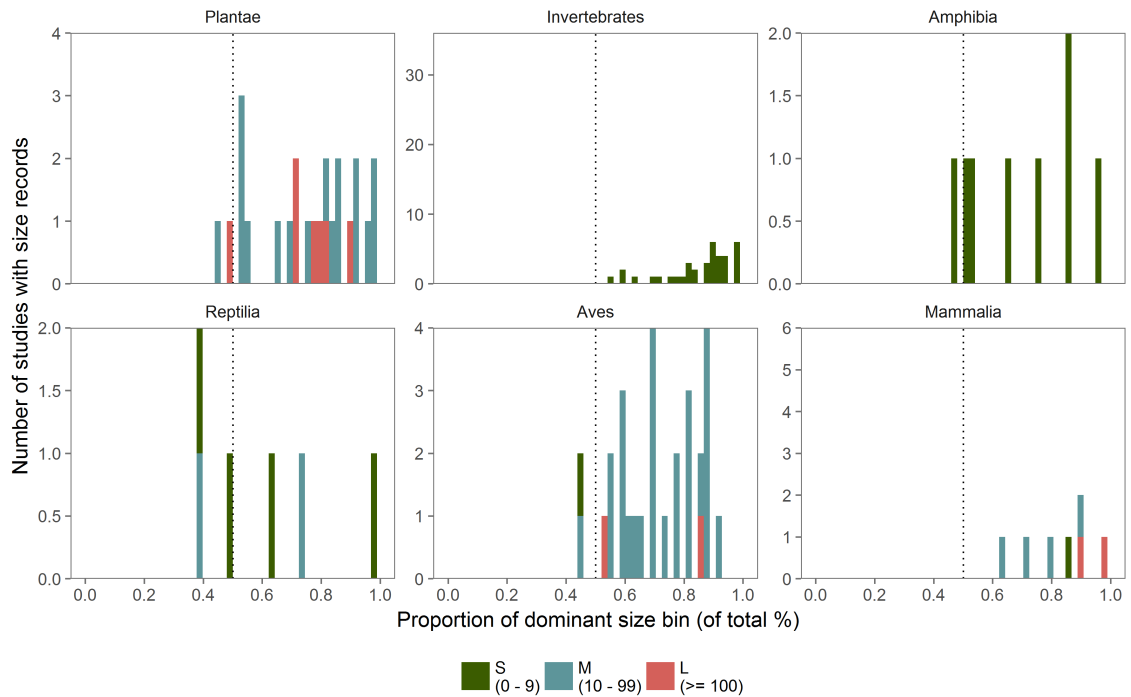 Plantae
Invertebrates
Amphibia
4
3
2
1
0
30
20
10
0
2.0
1.5
1.0
0.5
0.0
Number of studies with size records
Reptilia
Aves
Mammalia
2.0
1.5
1.0
0.5
0.0
4
3
2
1
0
6
5
4
3
2
1
0
0.0 0.2 0.4 0.6 0.8 1.0
0.0 0.2 0.4 0.6 0.8 1.0
0.0 0.2 0.4 0.6 0.8 1.0
Proportion of dominant size bin (of total %)
S
(0 - 9)
M
(10 - 99)
L
(>= 100)